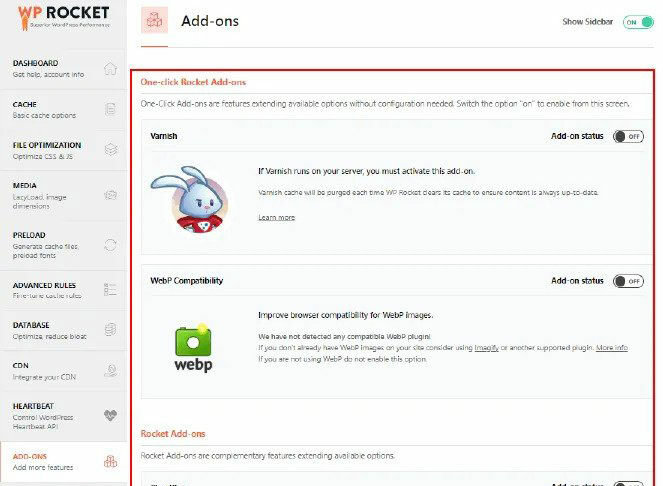 WP ROCKET
Superior WordPress Performance
Add-ons
Show Sidebar
ON
DASHBOARD
Get help, account info
CACHE
Basic cache options
FILE OPTIMIZATION
Optimize CSS & JS
MEDIA
LazyLoad, image
dimensions
PRELOAD
Generate cache files,
preload fonts
ADVANCED RULES
Fine-tune cache rules
DATABASE
Optimize, reduce bloat
CDN
Integrate your CDN
HEARTBEAT
Control WordPress
Heartbeat API
ADD-ONS
Add more features
One-click Rocket Add-ons
One-Click Add-ons are features extending available options without configuration needed. Switch the option "on" to enable from this screen.
Varnish
Add-on status
OFF
If Varnish runs on your server, you must activate this add-on.
Varnish cache will be purged each time WP Rocket clears its cache to ensure content is always up-to-date.
Learn more
WebP Compatibility
Add-on status
OFF
Improve browser compatibility for WebP images.
We have not detected any compatible WebP plugin!
If you don't already have WebP images on your site consider using Imagify or another supported plugin. More info
If you are not using WebP do not enable this option.
webp
Rocket Add-ons
Rocket Add-ons are complementary features extending available options.